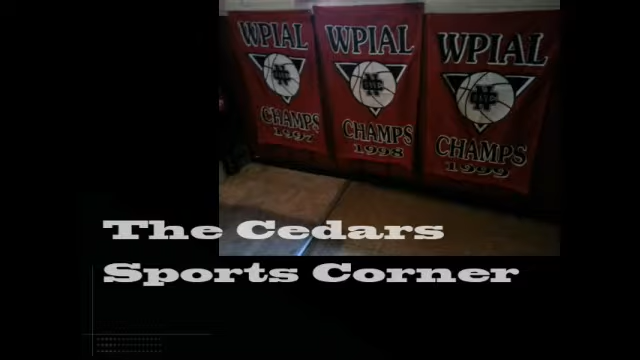 WPIAL
CHAMPS
1997
WPIAL
CHAMPS
1998
WPIAL
CHAMPS
1999
The Cedars
Sports Corner